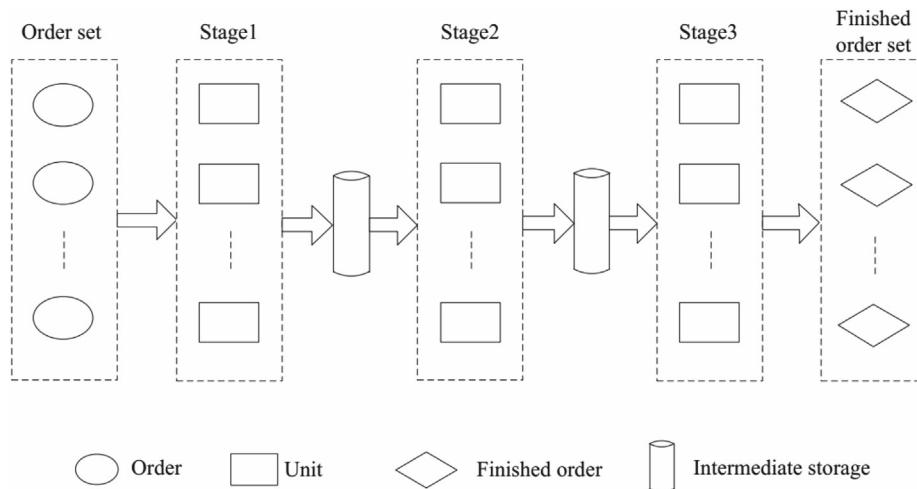 Order set
Stage1
Stage2
Stage3
Finished
order set
Order
Unit
Finished order
Intermediate storage